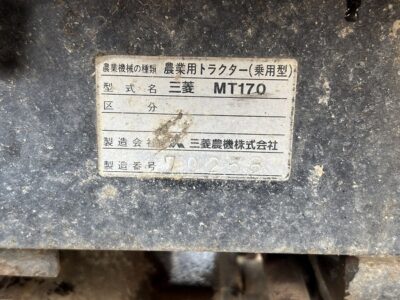 農業機械の種類 農業用トラクター(乗用型)
型式名 三菱 MT170
区分
製造会社 三菱農機株式会社
製造番号